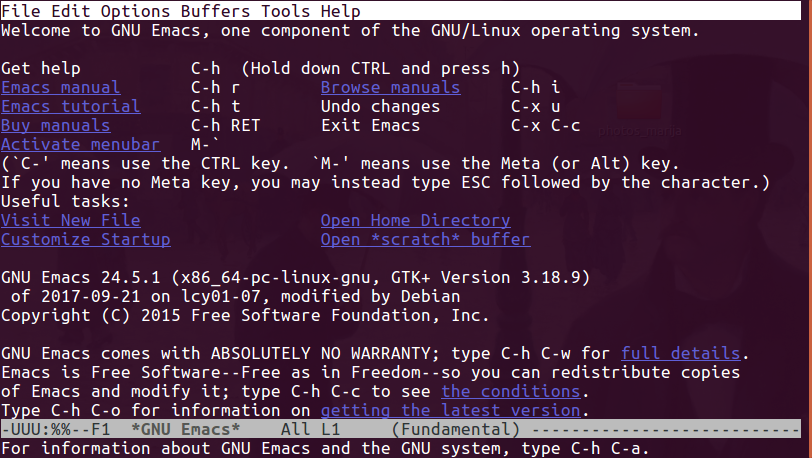 File Edit Options Buffers Tools Help
Welcome to GNU Emacs, one component of the GNU/Linux operating system.
Get help C-h (Hold down CTRL and press h)
Emacs manual C-h r Browse manuals C-h i
Emacs tutorial C-h t Undo changes C-x u
Buy manuals C-h RET Exit Emacs C-x C-c
Activate menubar M-`
(`C-' means use the CTRL key. `M-' means use the Meta (or Alt) key.
If you have no Meta key, you may instead type ESC followed by the character.)
Useful tasks:
Visit New File Open Home Directory
Customize Startup Open *scratch* buffer
GNU Emacs 24.5.1 (x86_64-pc-linux-gnu, GTK+ Version 3.18.9)
of 2017-09-21 on lcy01-07, modified by Debian
Copyright (C) 2015 Free Software Foundation, Inc.
GNU Emacs comes with ABSOLUTELY NO WARRANTY; type C-h C-w for full details.
Emacs is Free Software--Free as in Freedom--so you can redistribute copies
of Emacs and modify it; type C-h C-c to see the conditions.
Type C-h C-o for information on getting the latest version.
-UUU:%%--F1 *GNU Emacs* All L1 (Fundamental) ---------------------------
For information about GNU Emacs and the GNU system, type C-h C-a.